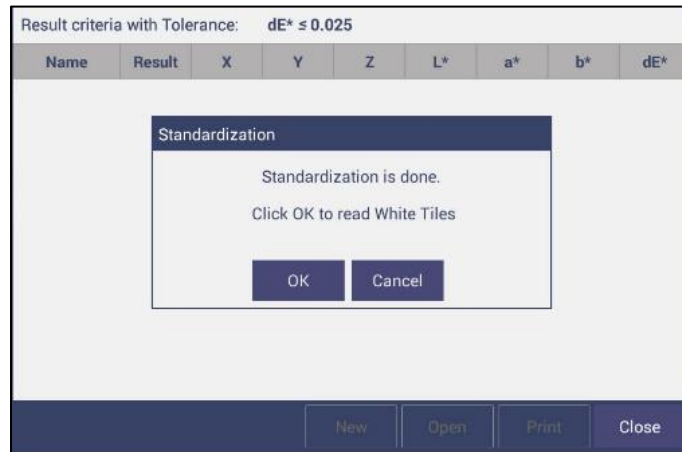 Result criteria with Tolerance: dE* ≤ 0.025
Name Result X Y Z L* a* b* dE*
Standardization
Standardization is done.
Click OK to read White Tiles
OK Cancel
New Open Print Close